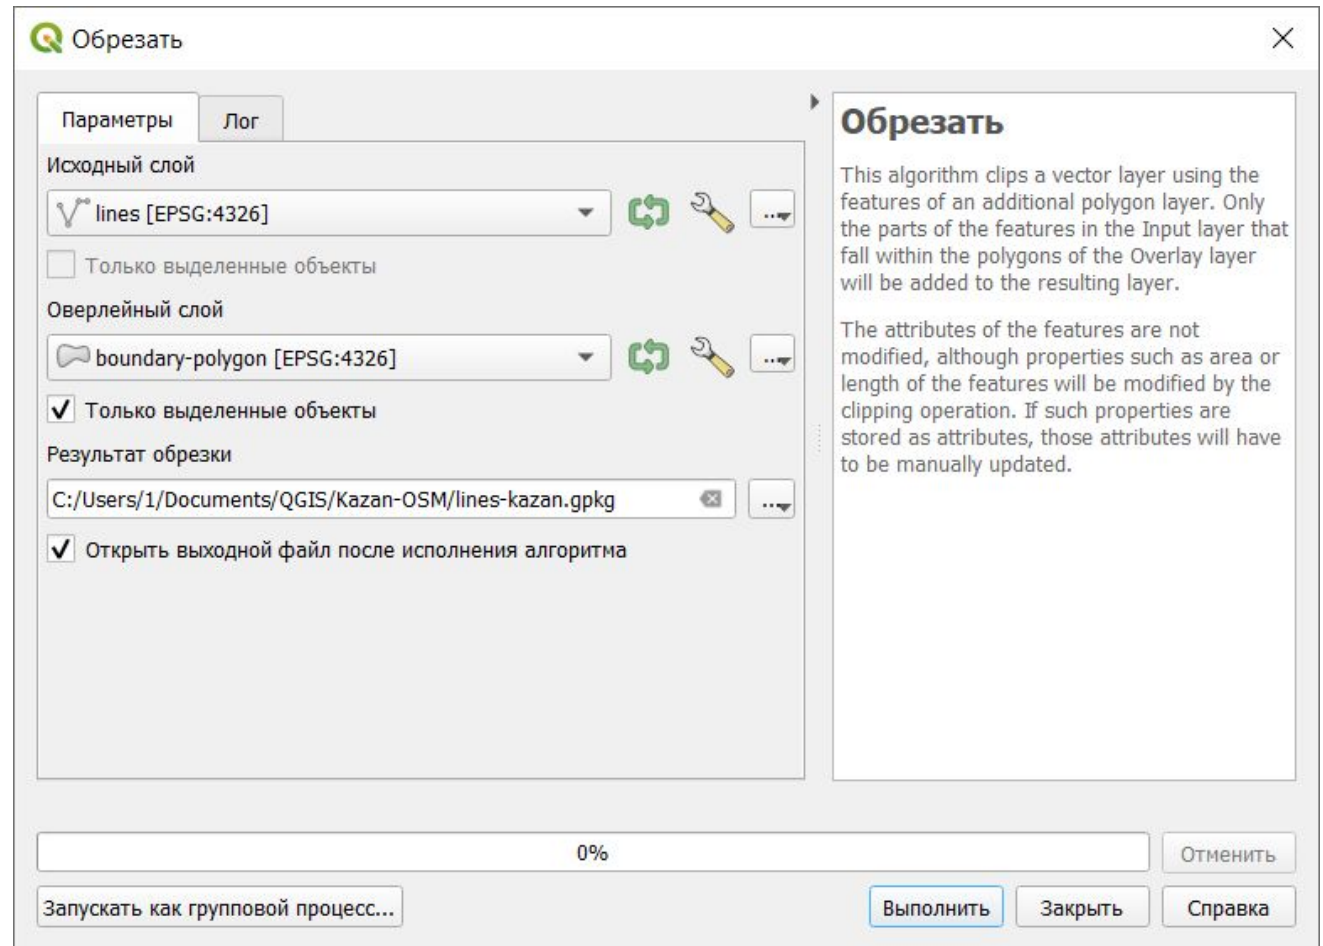 Обрезать
Параметры
Лог
Исходный слой
lines [EPSG:4326]
...
Только выделенные объекты
Оверлейный слой
boundary-polygon [EPSG:4326]
...
Только выделенные объекты
Результат обрезки
C:/Users/1/Documents/QGIS/Kazan-OSM/lines-kazan.gpkg
...
Открыть выходной файл после исполнения алгоритма
Обрезать
This algorithm clips a vector layer using the
features of an additional polygon layer. Only
the parts of the features in the Input layer that
fall within the polygons of the Overlay layer
will be added to the resulting layer.
The attributes of the features are not
modified, although properties such as area or
length of the features will be modified by the
clipping operation. If such properties are
stored as attributes, those attributes will have
to be manually updated.
0%
Отменить
Запускать как групповой процесс...
Выполнить
Закрыть
Справка